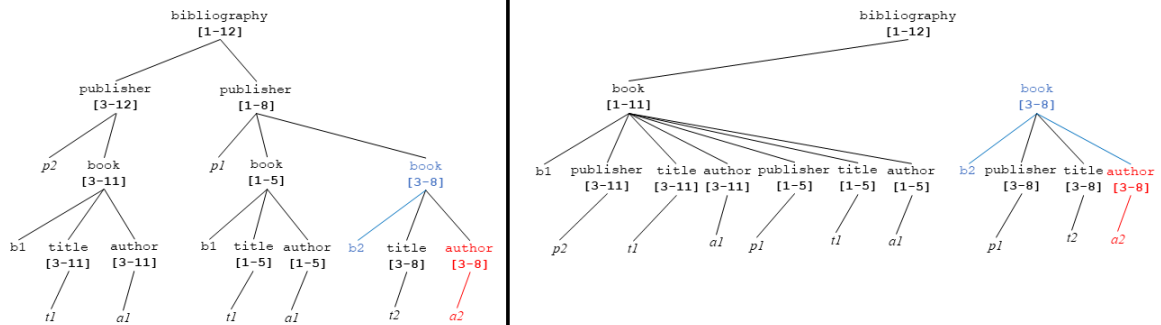 bibliography
[1-12]
publisher publisher
[3-12] [1-8]
p2 book p1 book book
[3-11] [1-5] [3-8]
b1 title author b1 title author b2 title author
[3-11] [3-11] [1-5] [1-5] [3-8] [3-8]
t1 a1 t1 a1 t2 a2
bibliography
[1-12]
book book
[1-11] [3-8]
b1 publisher title author publisher title author b2 publisher title author
[3-11] [3-11] [3-11] [1-5] [1-5] [1-5] [3-8] [3-8] [3-8]
p2 t1 a1 p1 t1 a1 p1 t2 a2